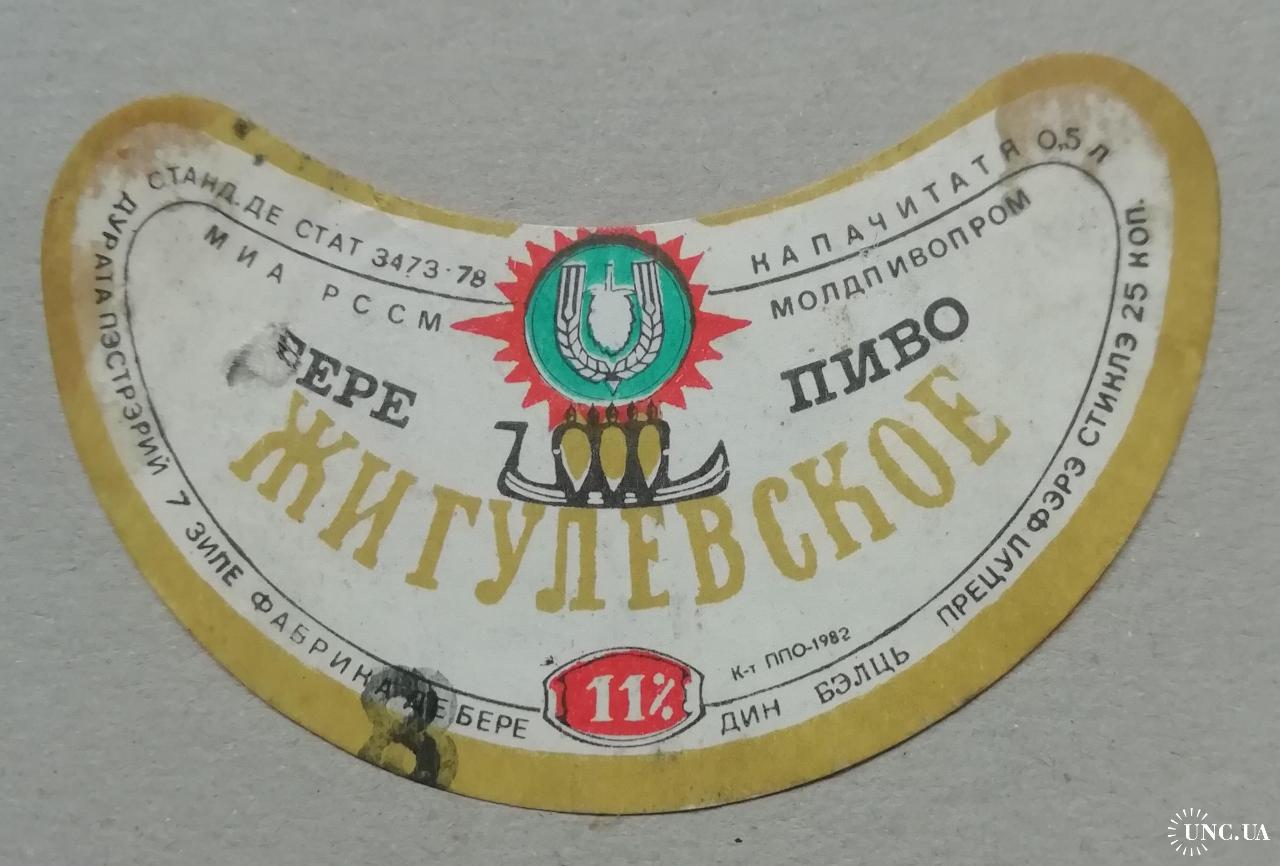 СТАНД. ДЕ СТАТ 3473-78
КАПАЧИТАТЯ 0,5 Л
МИА РССМ
МОЛДПИВОПРОМ
БЕРЕ
ПИВО
ЖИГУЛЕВСКОЕ
11%
К-т ППО-1982
ДУРАТА ПЭСТРЭРИЙ 7 ЗИЛЕ ФАБРИКА ДЕ БЕРЕ
ДИН БЭЛЦЬ ПРЕЦУЛ ФЭРЭ СТИКЛЭ 25 КОП.
8
UNC.UA